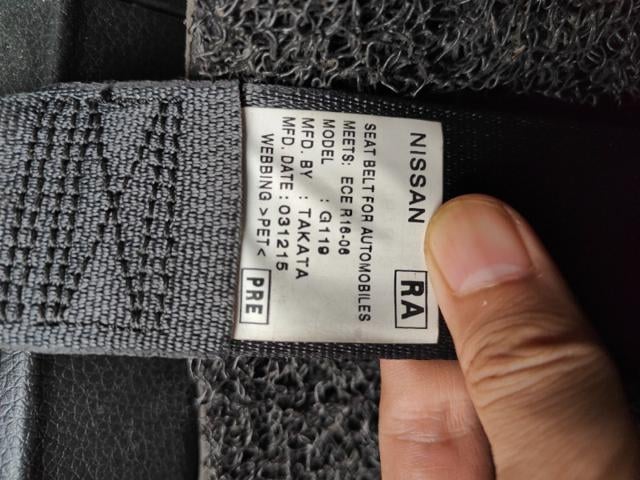 NISSAN
RA
SEAT BELT FOR AUTOMOBILES
MEETS: ECE R16-06
MODEL : G119
MFD. BY : TAKATA
MFD. DATE : 031215
WEBBING >PET<
PRE